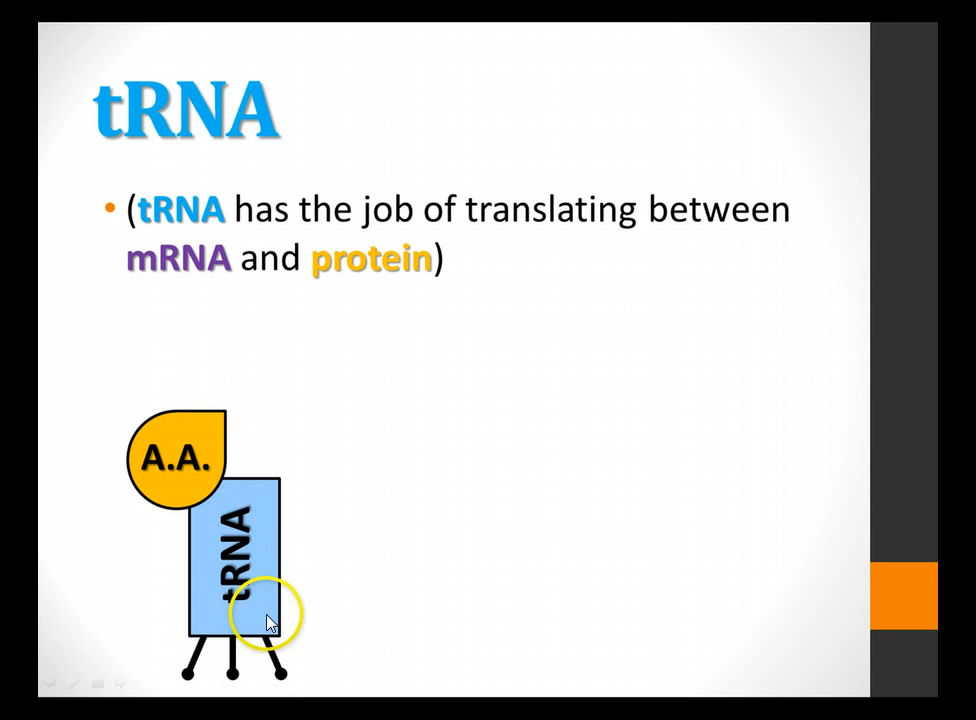 tRNA
• (tRNA has the job of translating between
mRNA and protein)
A.A.
tRNA